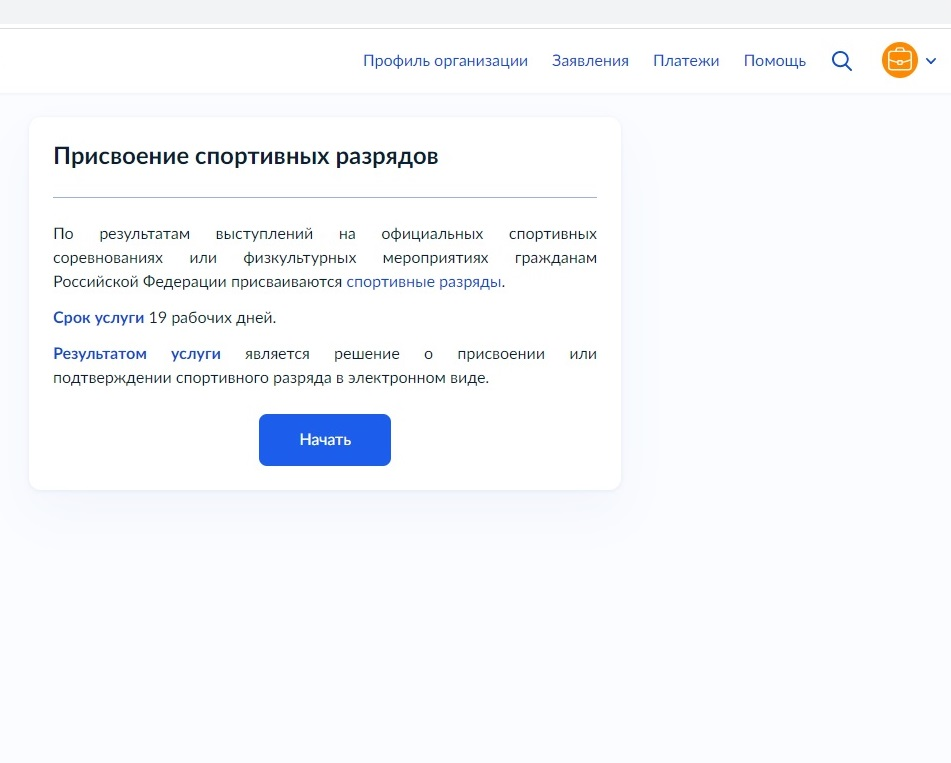 Профиль организации Заявления Платежи Помощь
Присвоение спортивных разрядов
По результатам выступлений на официальных спортивных
соревнованиях или физкультурных мероприятиях гражданам
Российской Федерации присваиваются спортивные разряды.
Срок услуги 19 рабочих дней.
Результатом услуги является решение о присвоении или
подтверждении спортивного разряда в электронном виде.
Начать